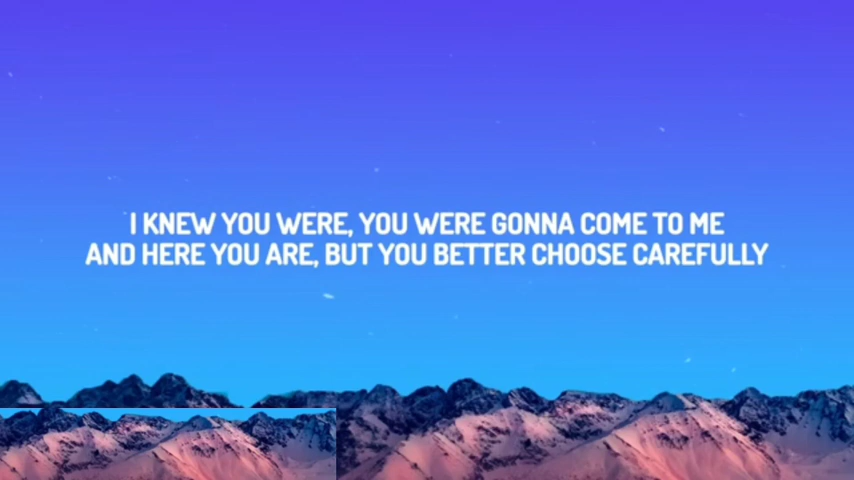 I KNEW YOU WERE, YOU WERE GONNA COME TO ME
AND HERE YOU ARE, BUT YOU BETTER CHOOSE CAREFULLY